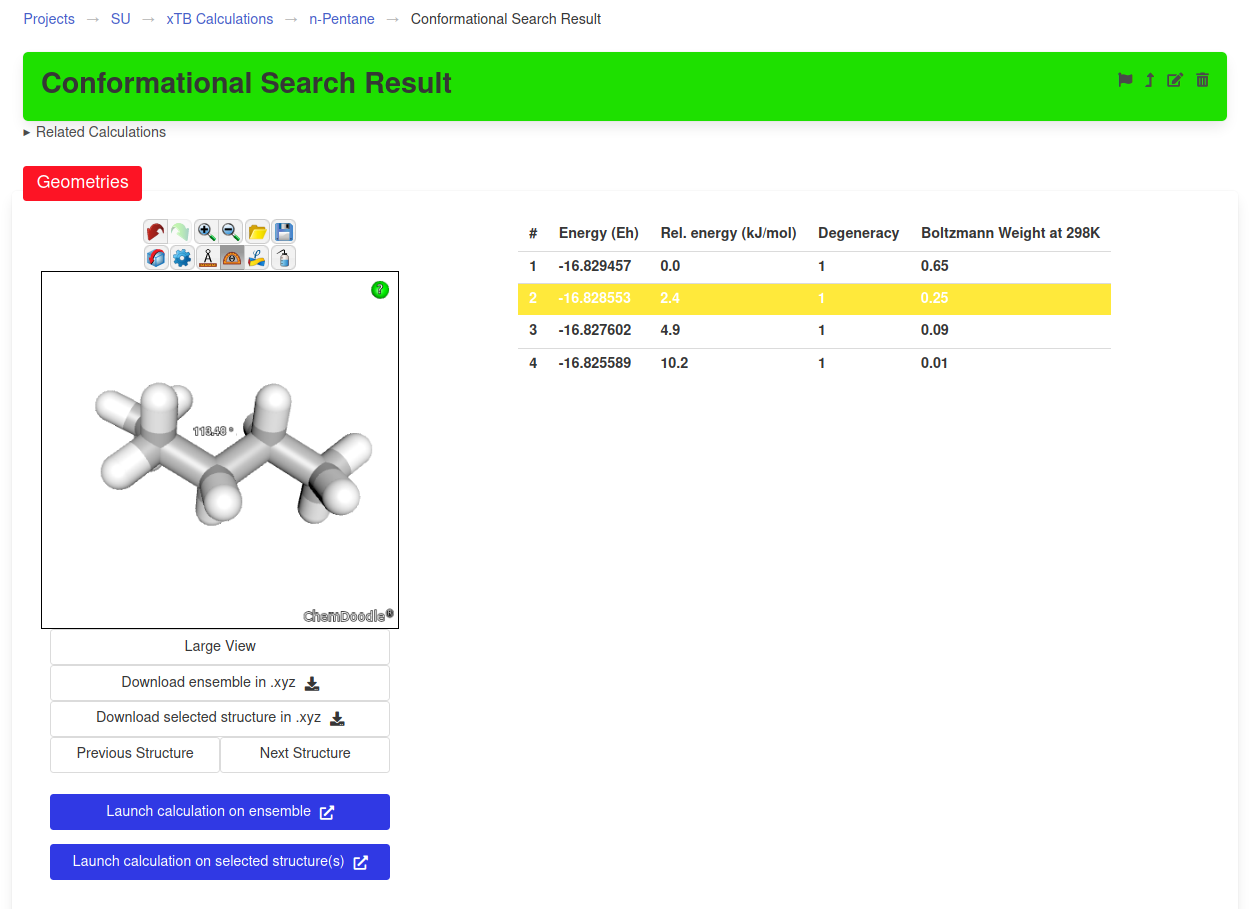 Projects → SU → xTB Calculations → n-Pentane → Conformational Search Result
Conformational Search Result
▸ Related Calculations
Geometries
113.48 °
ChemDoodle®
Large View
Download ensemble in .xyz
Download selected structure in .xyz
Previous Structure Next Structure
Launch calculation on ensemble
Launch calculation on selected structure(s)
# Energy (Eh) Rel. energy (kJ/mol) Degeneracy Boltzmann Weight at 298K
1 -16.829457 0.0 1 0.65
2 -16.828553 2.4 1 0.25
3 -16.827602 4.9 1 0.09
4 -16.825589 10.2 1 0.01